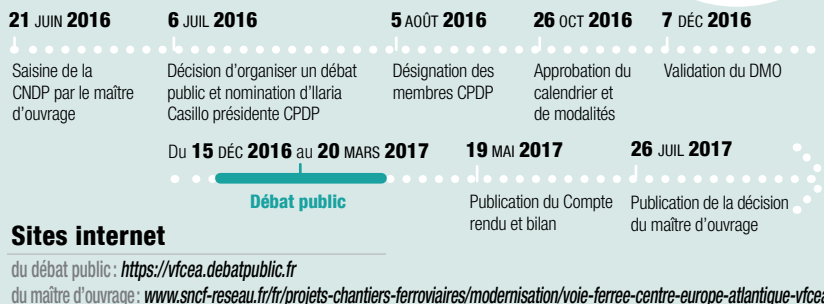 21 JUIN 2016
Saisine de la
CNDP par le maître
d'ouvrage
6 JUIL 2016
Décision d'organiser un débat
public et nomination d'Ilaria
Casillo présidente CPDP
5 AOÛT 2016
Désignation des
membres CPDP
26 OCT 2016
Approbation du
calendrier et
de modalités
7 DÉC 2016
Validation du DMO
Du 15 DÉC 2016 au 20 MARS 2017
Débat public
19 MAI 2017
Publication du Compte
rendu et bilan
26 JUIL 2017
Publication de la décision
du maître d'ouvrage
Sites internet
du débat public : https://vfcea.debatpublic.fr
du maître d'ouvrage : www.sncf-reseau.fr/fr/projets-chantiers-ferroviaires/modernisation/voie-ferree-centre-europe-atlantique-vfcea